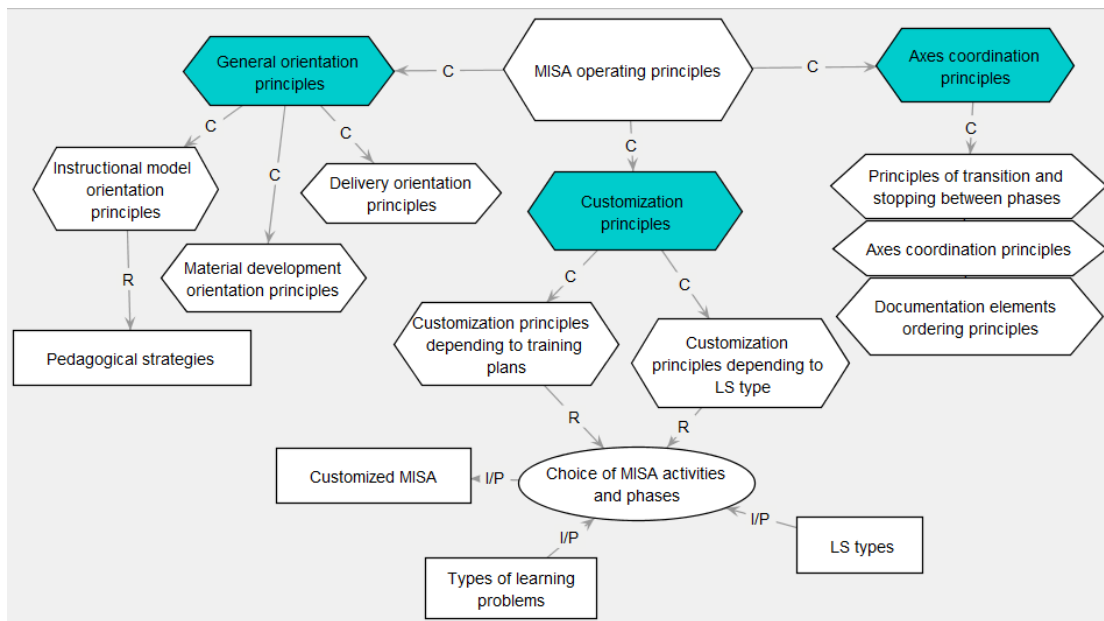 General orientation
principles
C
MISA operating principles
C
Axes coordination
principles
C
C
C
C
C
Instructional model
orientation
principles
Delivery orientation
principles
Customization
principles
Principles of transition and
stopping between phases
Axes coordination principles
Material development
orientation principles
R
C
C
Documentation elements
ordering principles
Pedagogical strategies
Customization principles
depending to training
plans
Customization
principles depending to
LS type
R
R
Customized MISA
I/P
Choice of MISA activities
and phases
I/P
I/P
LS types
Types of learning
problems